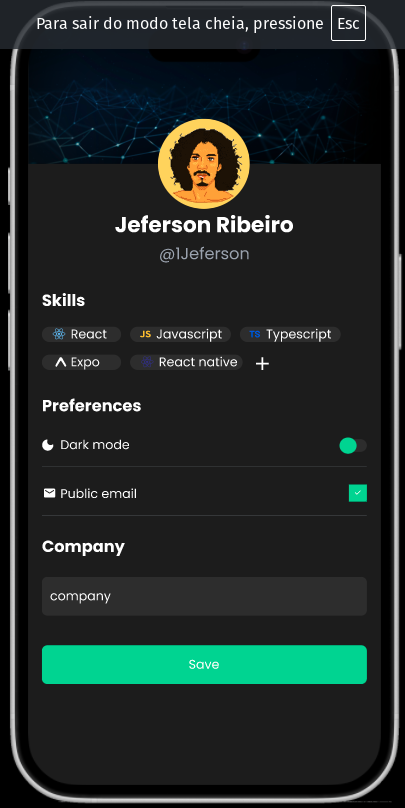 Para sair do modo tela cheia, pressione Esc
Jeferson Ribeiro
@1Jeferson
Skills
React JS Javascript TS Typescript
Expo React native +
Preferences
Dark mode
Public email
Company
company
Save